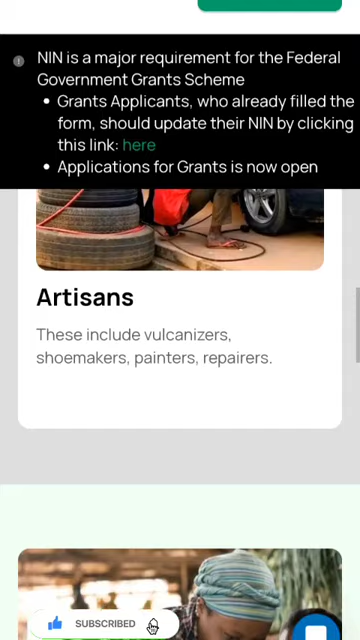 NIN is a major requirement for the Federal
Government Grants Scheme
• Grants Applicants, who already filled the
form, should update their NIN by clicking
this link: here
• Applications for Grants is now open
Artisans
These include vulcanizers,
shoemakers, painters, repairers.
SUBSCRIBED